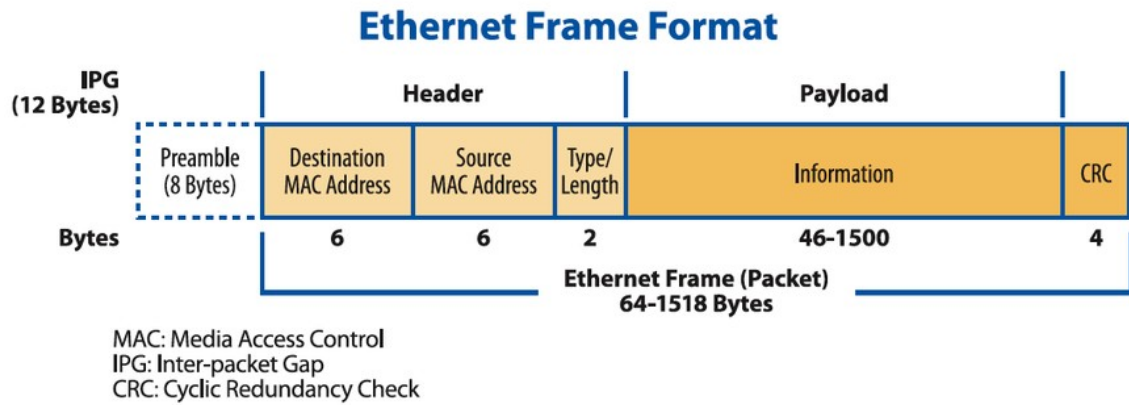 Ethernet Frame Format
IPG
(12 Bytes)
Header
Payload
Preamble
(8 Bytes)
Destination
MAC Address
Source
MAC Address
Type/
Length
Information
CRC
Bytes
6
6
2
46-1500
4
Ethernet Frame (Packet)
64-1518 Bytes
MAC: Media Access Control
IPG: Inter-packet Gap
CRC: Cyclic Redundancy Check